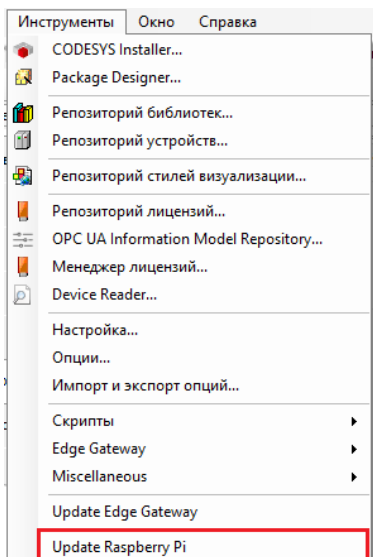 Инструменты Окно Справка
CODESYS Installer...
Package Designer...
Репозиторий библиотек...
Репозиторий устройств...
Репозиторий стилей визуализации...
Репозиторий лицензий...
OPC UA Information Model Repository...
Менеджер лицензий...
Device Reader...
Настройка...
Опции...
Импорт и экспорт опций...
Скрипты
Edge Gateway
Miscellaneous
Update Edge Gateway
Update Raspberry Pi